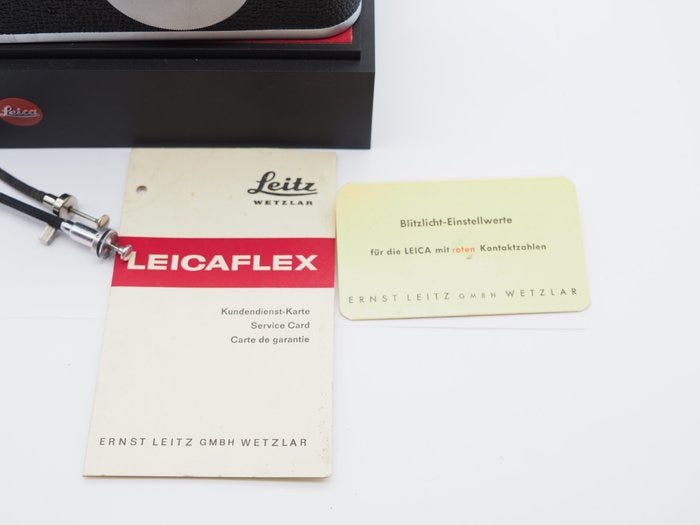 Leica
Leitz
WETZLAR
LEICAFLEX
Kundendienst-Karte
Service Card
Carte de garantie
ERNST LEITZ GMBH WETZLAR
Blitzlicht-Einstellwerte
für die LEICA mit roten Kontaktzahlen
ERNST LEITZ GMBH WETZLAR